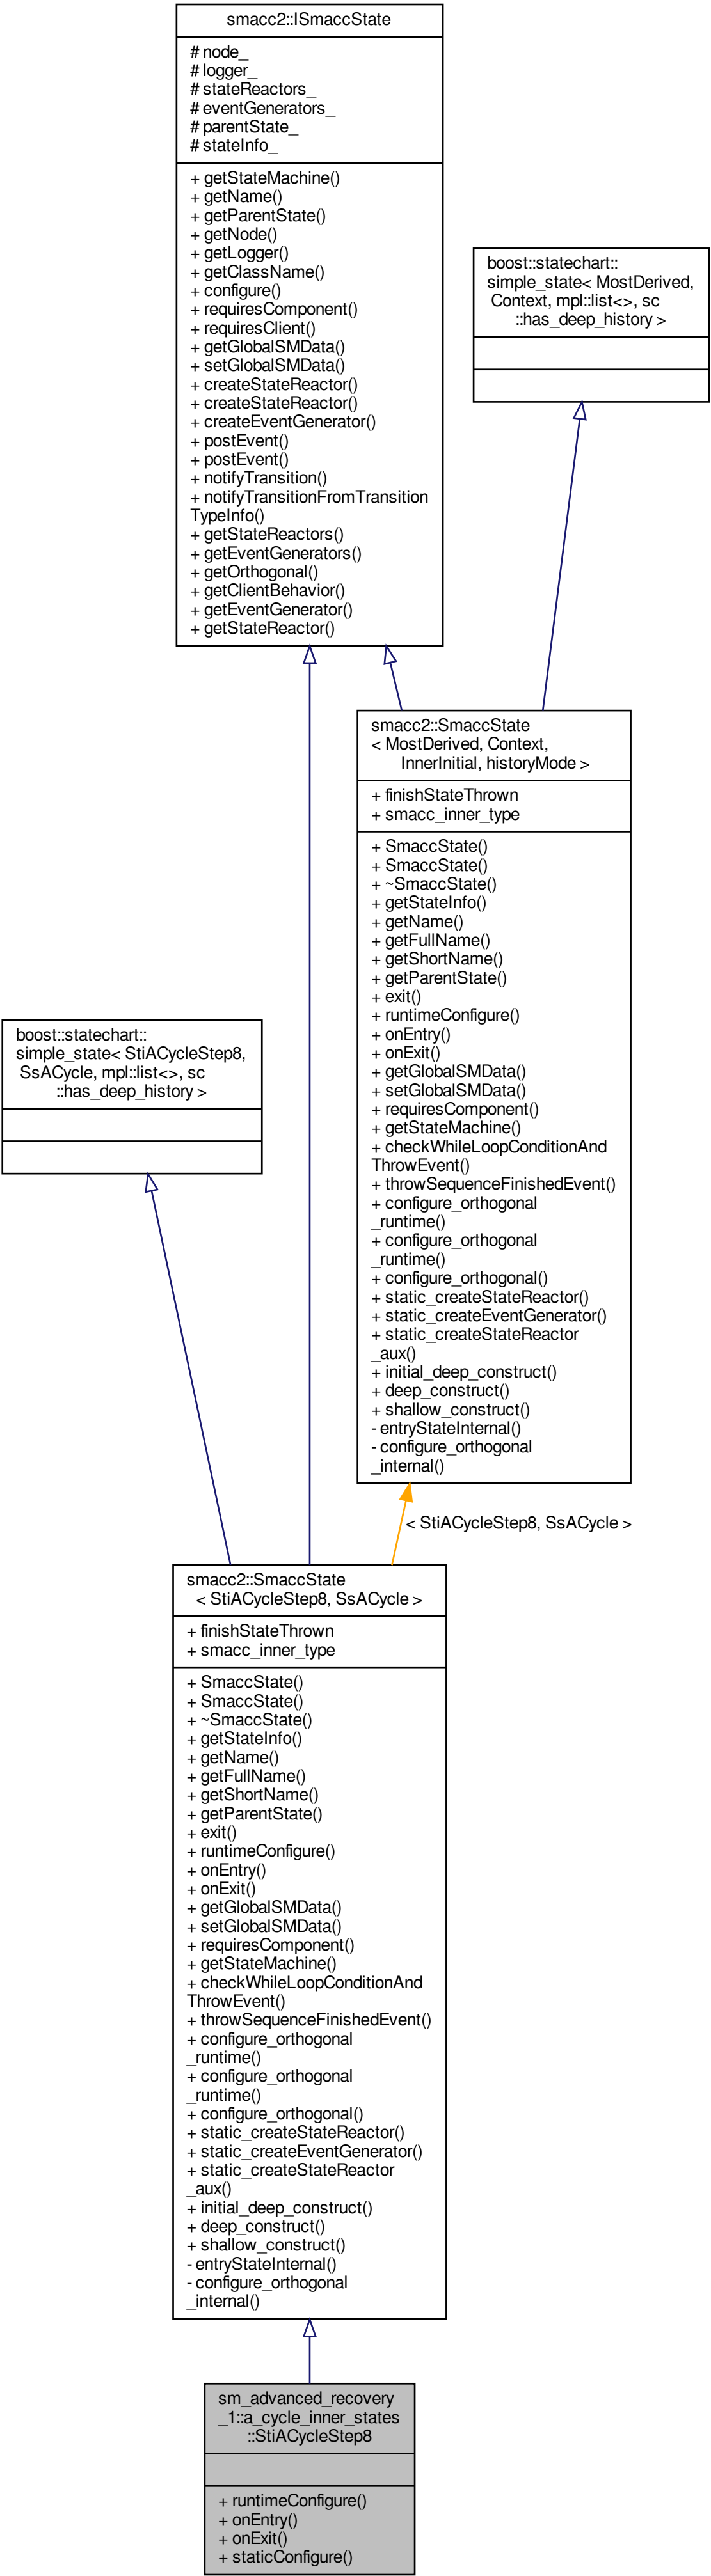 smacc2::ISmaccState
# node_
# logger_
# stateReactors_
# eventGenerators_
# parentState_
# stateInfo_
+ getStateMachine()
+ getName()
+ getParentState()
+ getNode()
+ getLogger()
+ getClassName()
+ configure()
+ requiresComponent()
+ requiresClient()
+ getGlobalSMData()
+ setGlobalSMData()
+ createStateReactor()
+ createStateReactor()
+ createEventGenerator()
+ postEvent()
+ postEvent()
+ notifyTransition()
+ notifyTransitionFromTransition
TypeInfo()
+ getStateReactors()
+ getEventGenerators()
+ getOrthogonal()
+ getClientBehavior()
+ getEventGenerator()
+ getStateReactor()
boost::statechart::
simple_state< MostDerived,
Context, mpl::list<>, sc
::has_deep_history >
smacc2::SmaccState
< MostDerived, Context,
InnerInitial, historyMode >
+ finishStateThrown
+ smacc_inner_type
+ SmaccState()
+ SmaccState()
+ ~SmaccState()
+ getStateInfo()
+ getName()
+ getFullName()
+ getShortName()
+ getParentState()
+ exit()
+ runtimeConfigure()
+ onEntry()
+ onExit()
+ getGlobalSMData()
+ setGlobalSMData()
+ requiresComponent()
+ getStateMachine()
+ checkWhileLoopConditionAnd
ThrowEvent()
+ throwSequenceFinishedEvent()
+ configure_orthogonal
_runtime()
+ configure_orthogonal
_runtime()
+ configure_orthogonal()
+ static_createStateReactor()
+ static_createEventGenerator()
+ static_createStateReactor
_aux()
+ initial_deep_construct()
+ deep_construct()
+ shallow_construct()
- entryStateInternal()
- configure_orthogonal
_internal()
boost::statechart::
simple_state< StiACycleStep8,
SsACycle, mpl::list<>, sc
::has_deep_history >
< StiACycleStep8, SsACycle >
smacc2::SmaccState
< StiACycleStep8, SsACycle >
+ finishStateThrown
+ smacc_inner_type
+ SmaccState()
+ SmaccState()
+ ~SmaccState()
+ getStateInfo()
+ getName()
+ getFullName()
+ getShortName()
+ getParentState()
+ exit()
+ runtimeConfigure()
+ onEntry()
+ onExit()
+ getGlobalSMData()
+ setGlobalSMData()
+ requiresComponent()
+ getStateMachine()
+ checkWhileLoopConditionAnd
ThrowEvent()
+ throwSequenceFinishedEvent()
+ configure_orthogonal
_runtime()
+ configure_orthogonal
_runtime()
+ configure_orthogonal()
+ static_createStateReactor()
+ static_createEventGenerator()
+ static_createStateReactor
_aux()
+ initial_deep_construct()
+ deep_construct()
+ shallow_construct()
- entryStateInternal()
- configure_orthogonal
_internal()
sm_advanced_recovery
_1::a_cycle_inner_states
::StiACycleStep8
+ runtimeConfigure()
+ onEntry()
+ onExit()
+ staticConfigure()